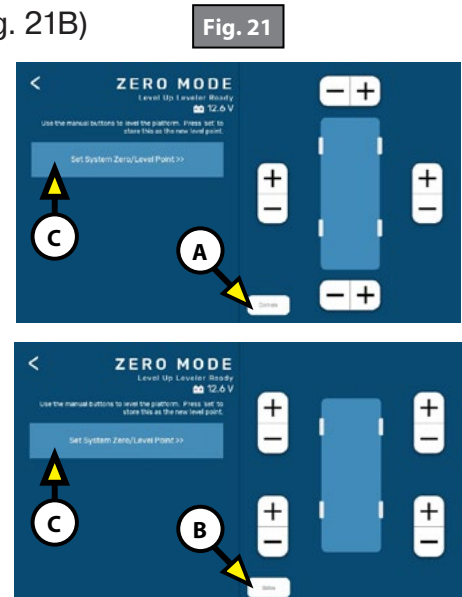 g. 21B)
Fig. 21
< ZERO MODE
Level Up Leveler Ready
12.6 V
Use the manual buttons to level the platform. Press 'set' to
store this as the new level point.
Set System Zero/Level Point >>
C
A
− +
+
−
+
−
− +
< ZERO MODE
Level Up Leveler Ready
12.6 V
Use the manual buttons to level the platform. Press 'set' to
store this as the new level point.
Set System Zero/Level Point >>
C
B
+
−
+
−
+
−
+
−